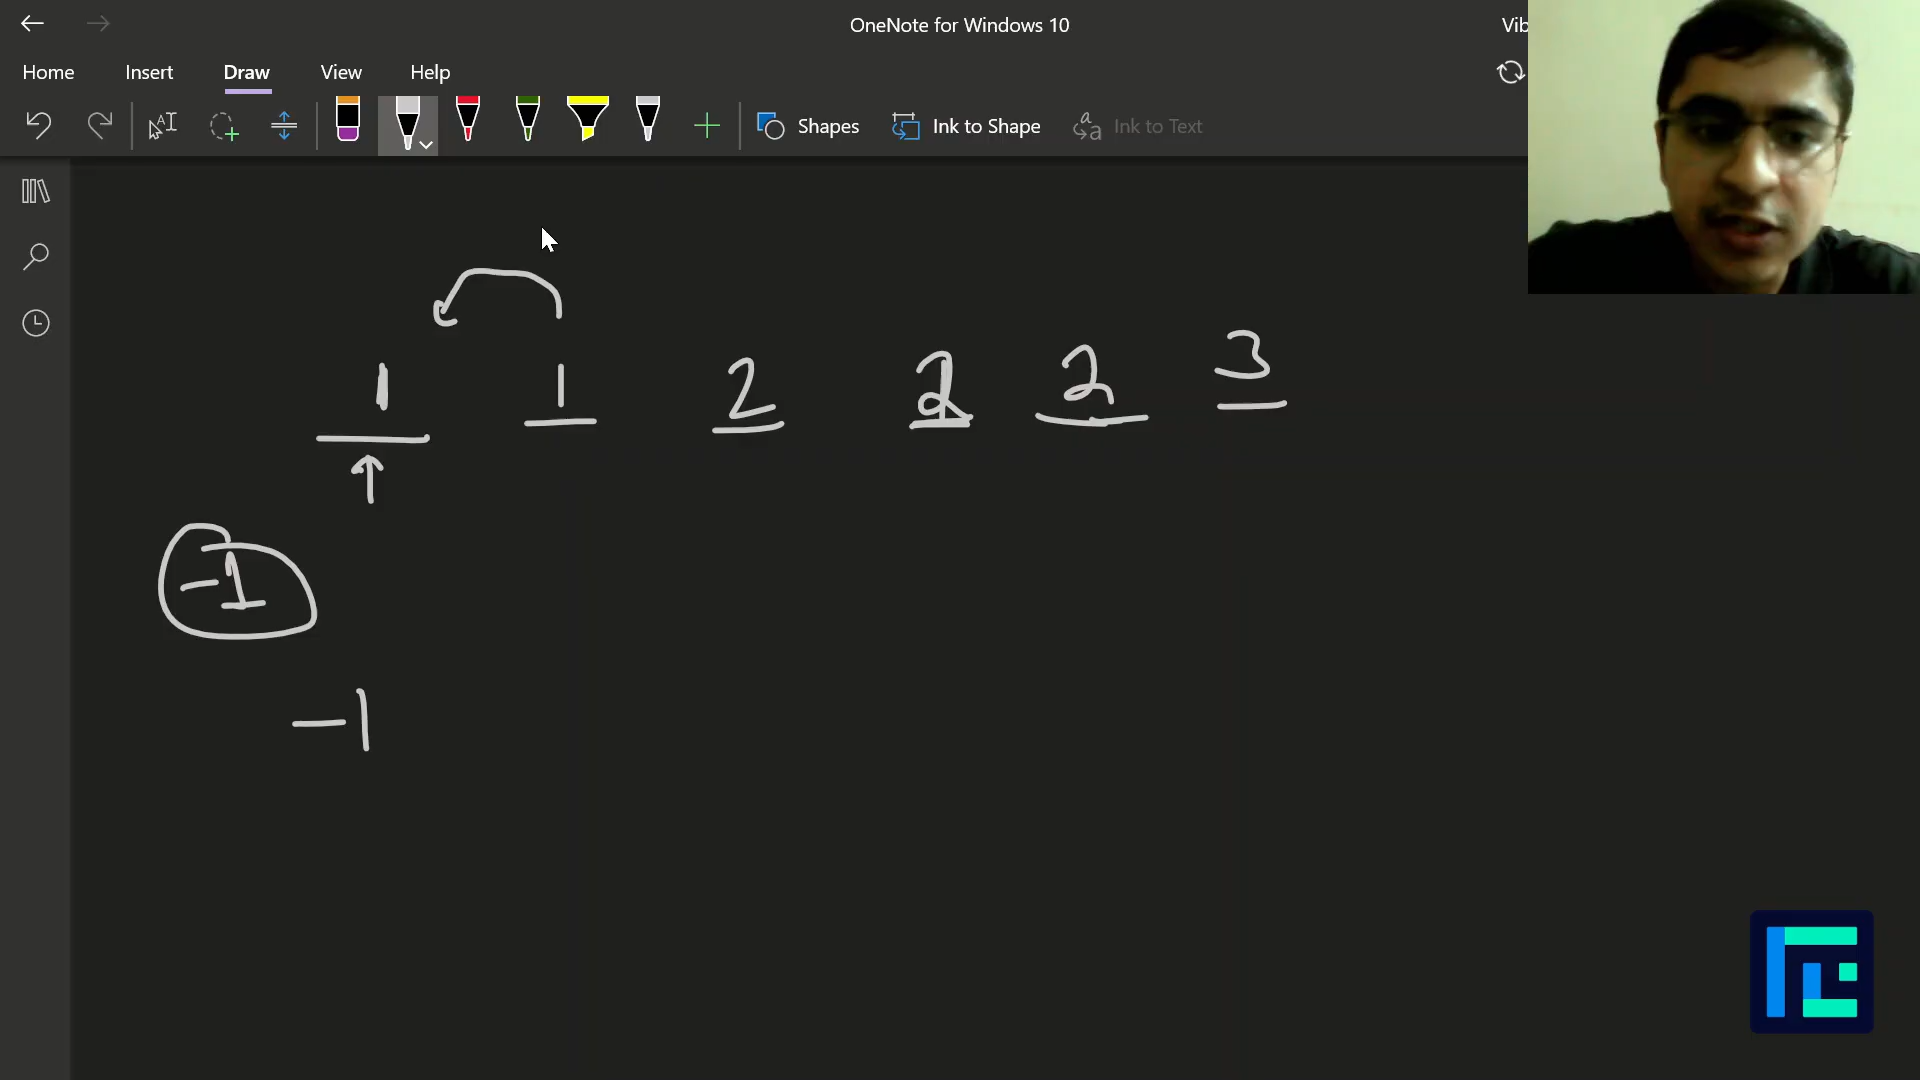 OneNote for Windows 10
Vib
Home Insert Draw View Help
Shapes Ink to Shape Ink to Text
1 1 2 2 2 3
-1
-1